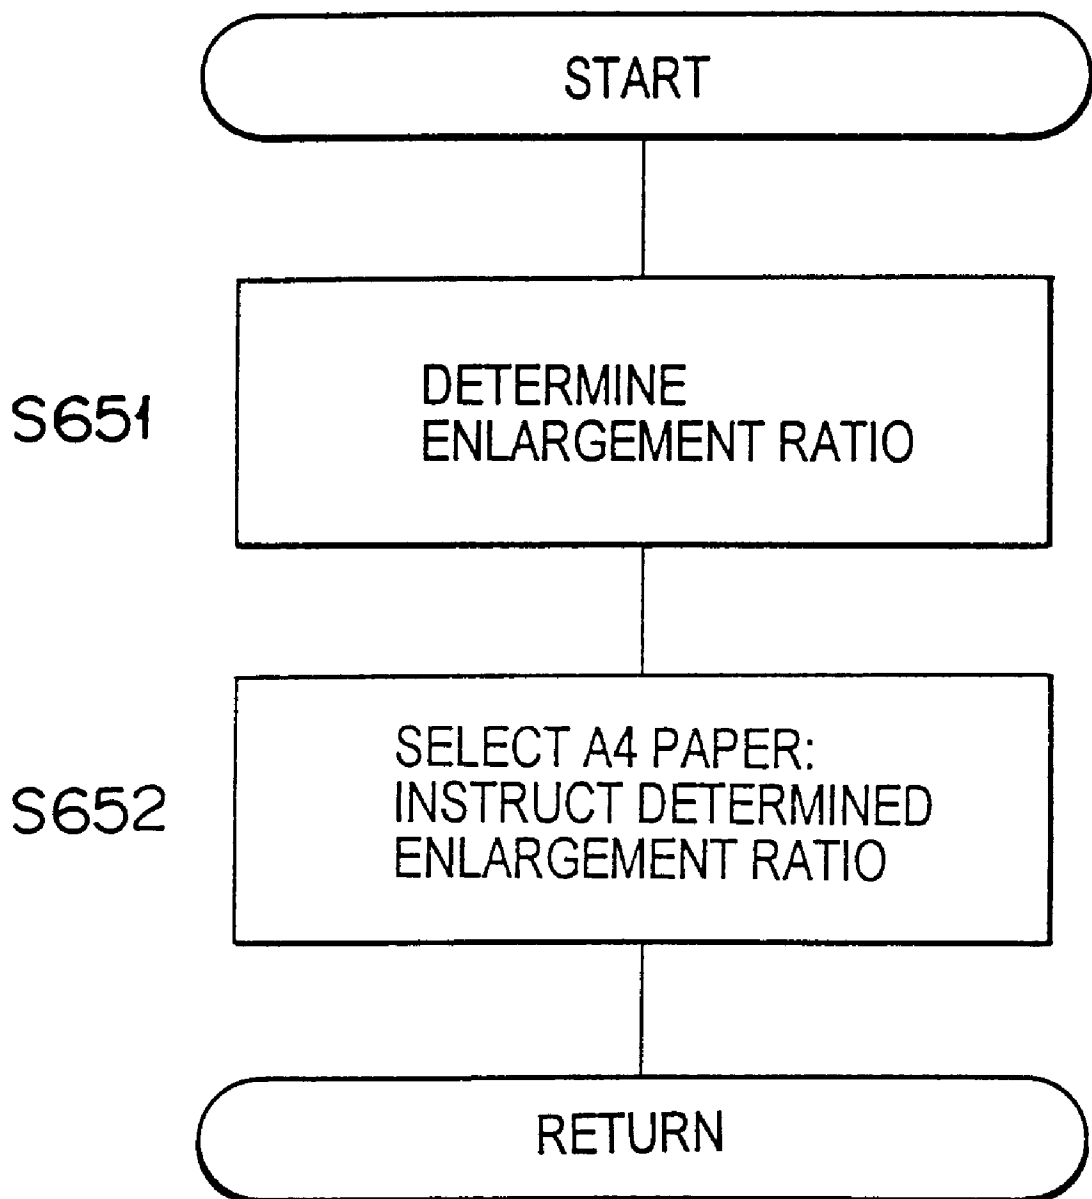 START
S651
DETERMINE
ENLARGEMENT RATIO
S652
SELECT A4 PAPER:
INSTRUCT DETERMINED
ENLARGEMENT RATIO
RETURN